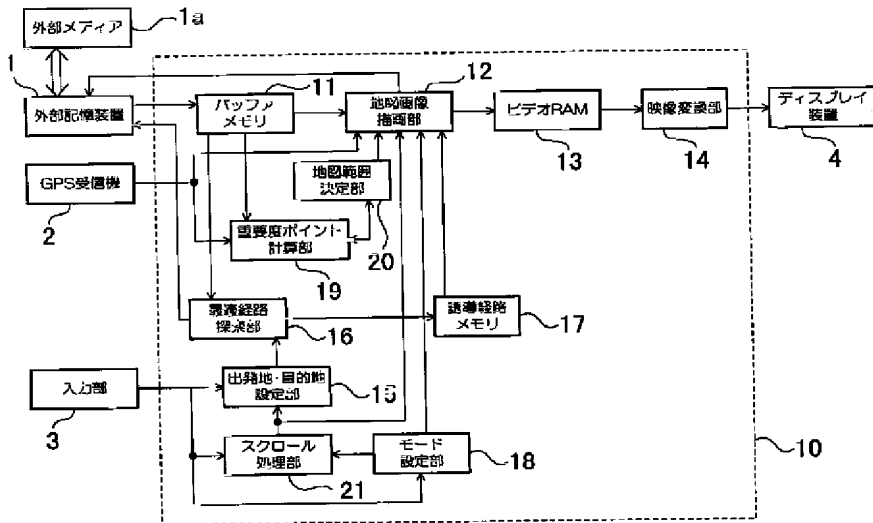 外部メディア
1a
1
外部記憶装置
11
バッファ
メモリ
12
地図画像
描画部
ビデオRAM
13
映像変換部
14
ディスプレイ
装置
4
GPS受信機
2
地図範囲
決定部
20
重要度ポイント
計算部
19
最適経路
探索部
16
誘導経路
メモリ
17
入力部
3
出発地・目的地
設定部
15
スクロール
処理部
21
モード
設定部
18
10